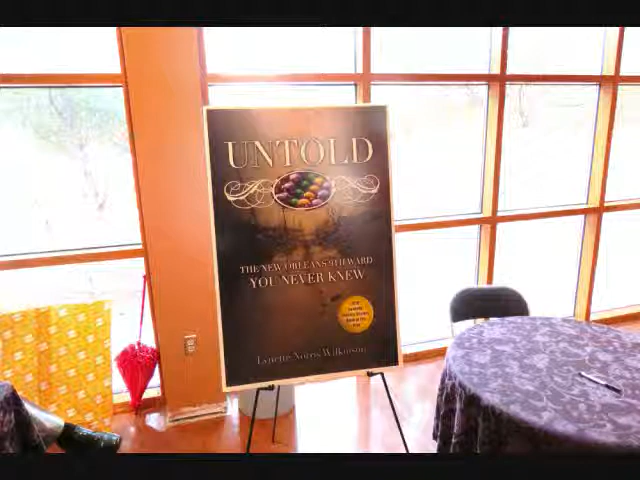 UNTOLD
THE NEW ORLEANS 9TH WARD
YOU NEVER KNEW
Lynette Norris Wilkinson